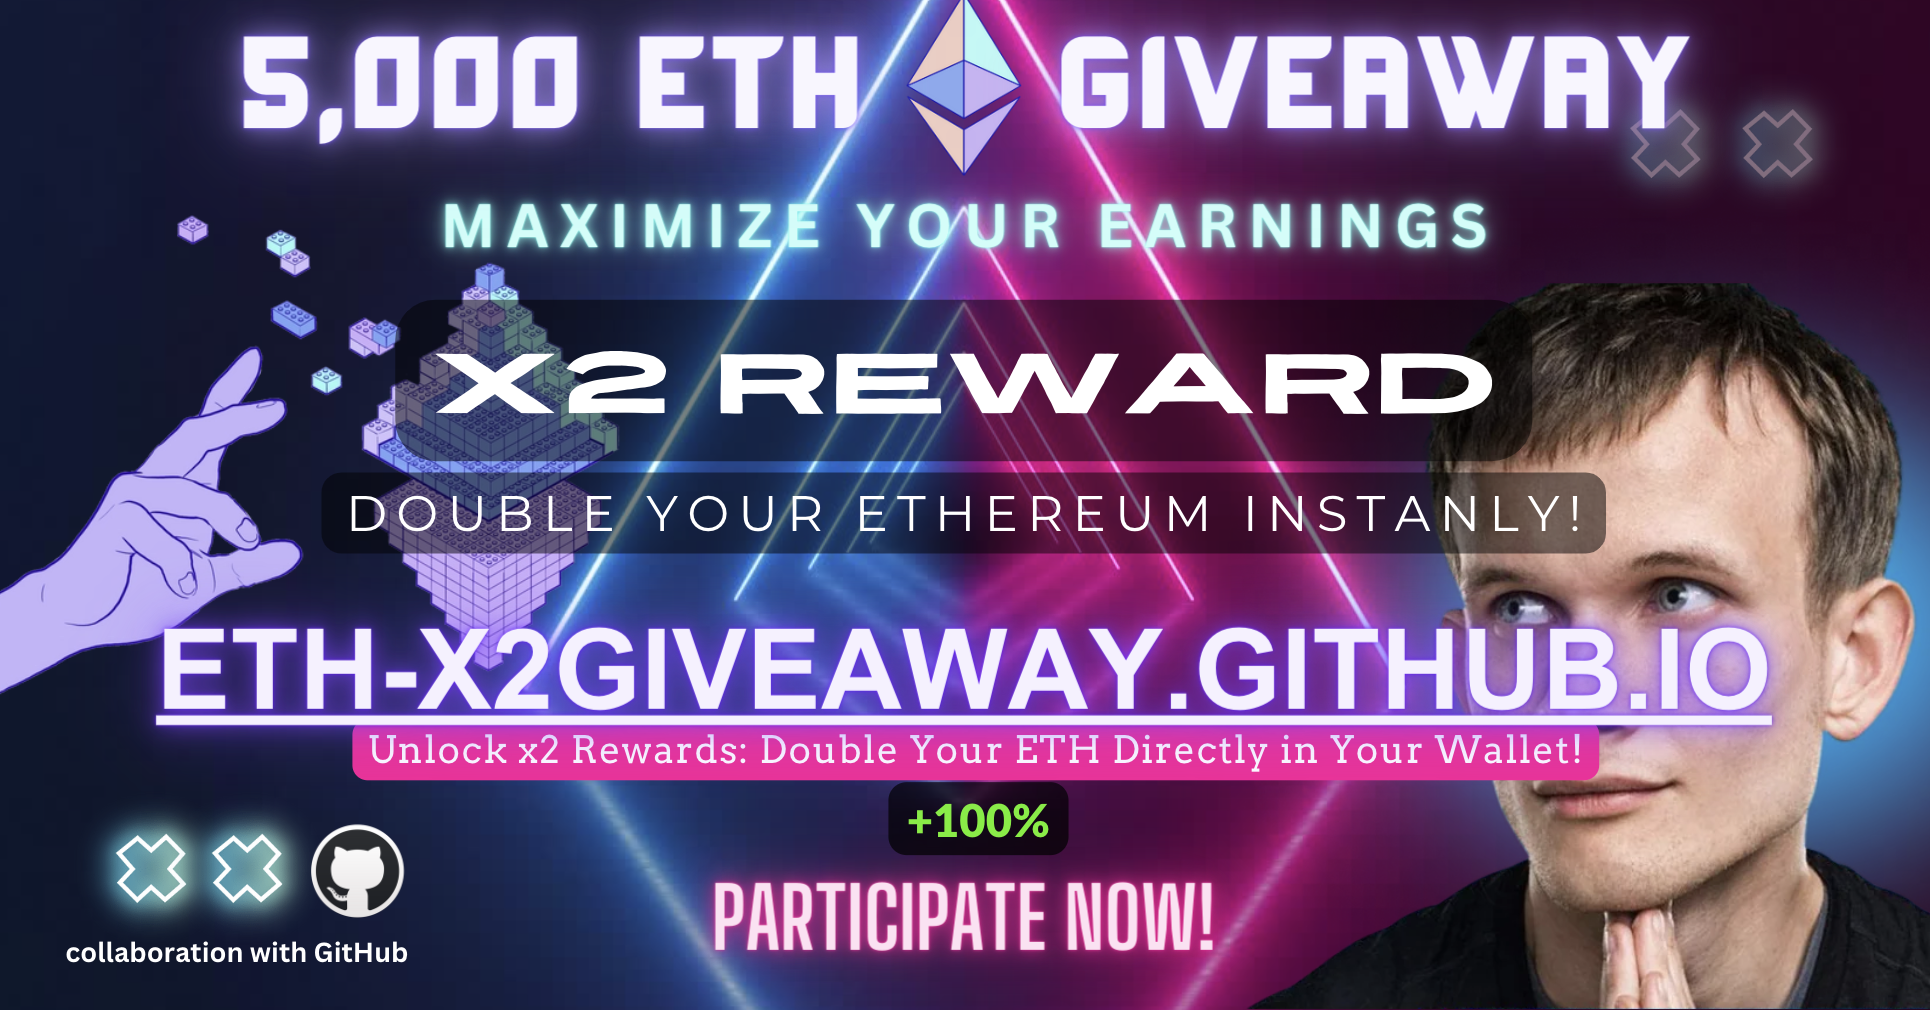 5,000 ETH GIVEAWAY
MAXIMIZE YOUR EARNINGS
X2 REWARD
DOUBLE YOUR ETHEREUM INSTANLY!
ETH-X2GIVEAWAY.GITHUB.IO
Unlock x2 Rewards: Double Your ETH Directly in Your Wallet!
+100%
PARTICIPATE NOW!
collaboration with GitHub